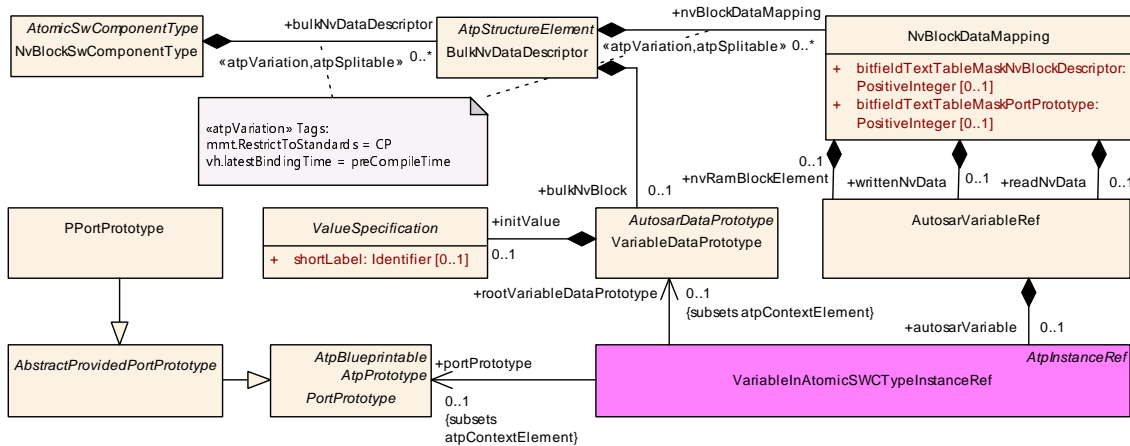 AtomicSwComponentType
NvBlockSwComponentType
+bulkNvDataDescriptor
0..*
«atpVariation,atpSplitable»
AtpStructureElement
BulkNvDataDescriptor
+nvBlockDataMapping
«atpVariation,atpSplitable»
0..*
NvBlockDataMapping
+ bitfieldTextTableMaskNvBlockDescriptor:
PositiveInteger [0..1]
+ bitfieldTextTableMaskPortPrototype:
PositiveInteger [0..1]
«atpVariation» Tags:
mmt.RestrictToStandards = CP
vh.latestBindingTime = preCompileTime
+bulkNvBlock
0..1
0..1
+nvRamBlockElement
+writtenNvData
0..1
+readNvData
0..1
PPortPrototype
ValueSpecification
+ shortLabel: Identifier [0..1]
+initValue
0..1
AutosarDataPrototype
VariableDataPrototype
AutosarVariableRef
+rootVariableDataPrototype
0..1
{subsets atpContextElement}
+autosarVariable
0..1
AbstractProvidedPortPrototype
AtpBlueprintable
AtpPrototype
PortPrototype
+portPrototype
0..1
{subsets
atpContextElement}
AtpInstanceRef
VariableInAtomicSWCTypeInstanceRef